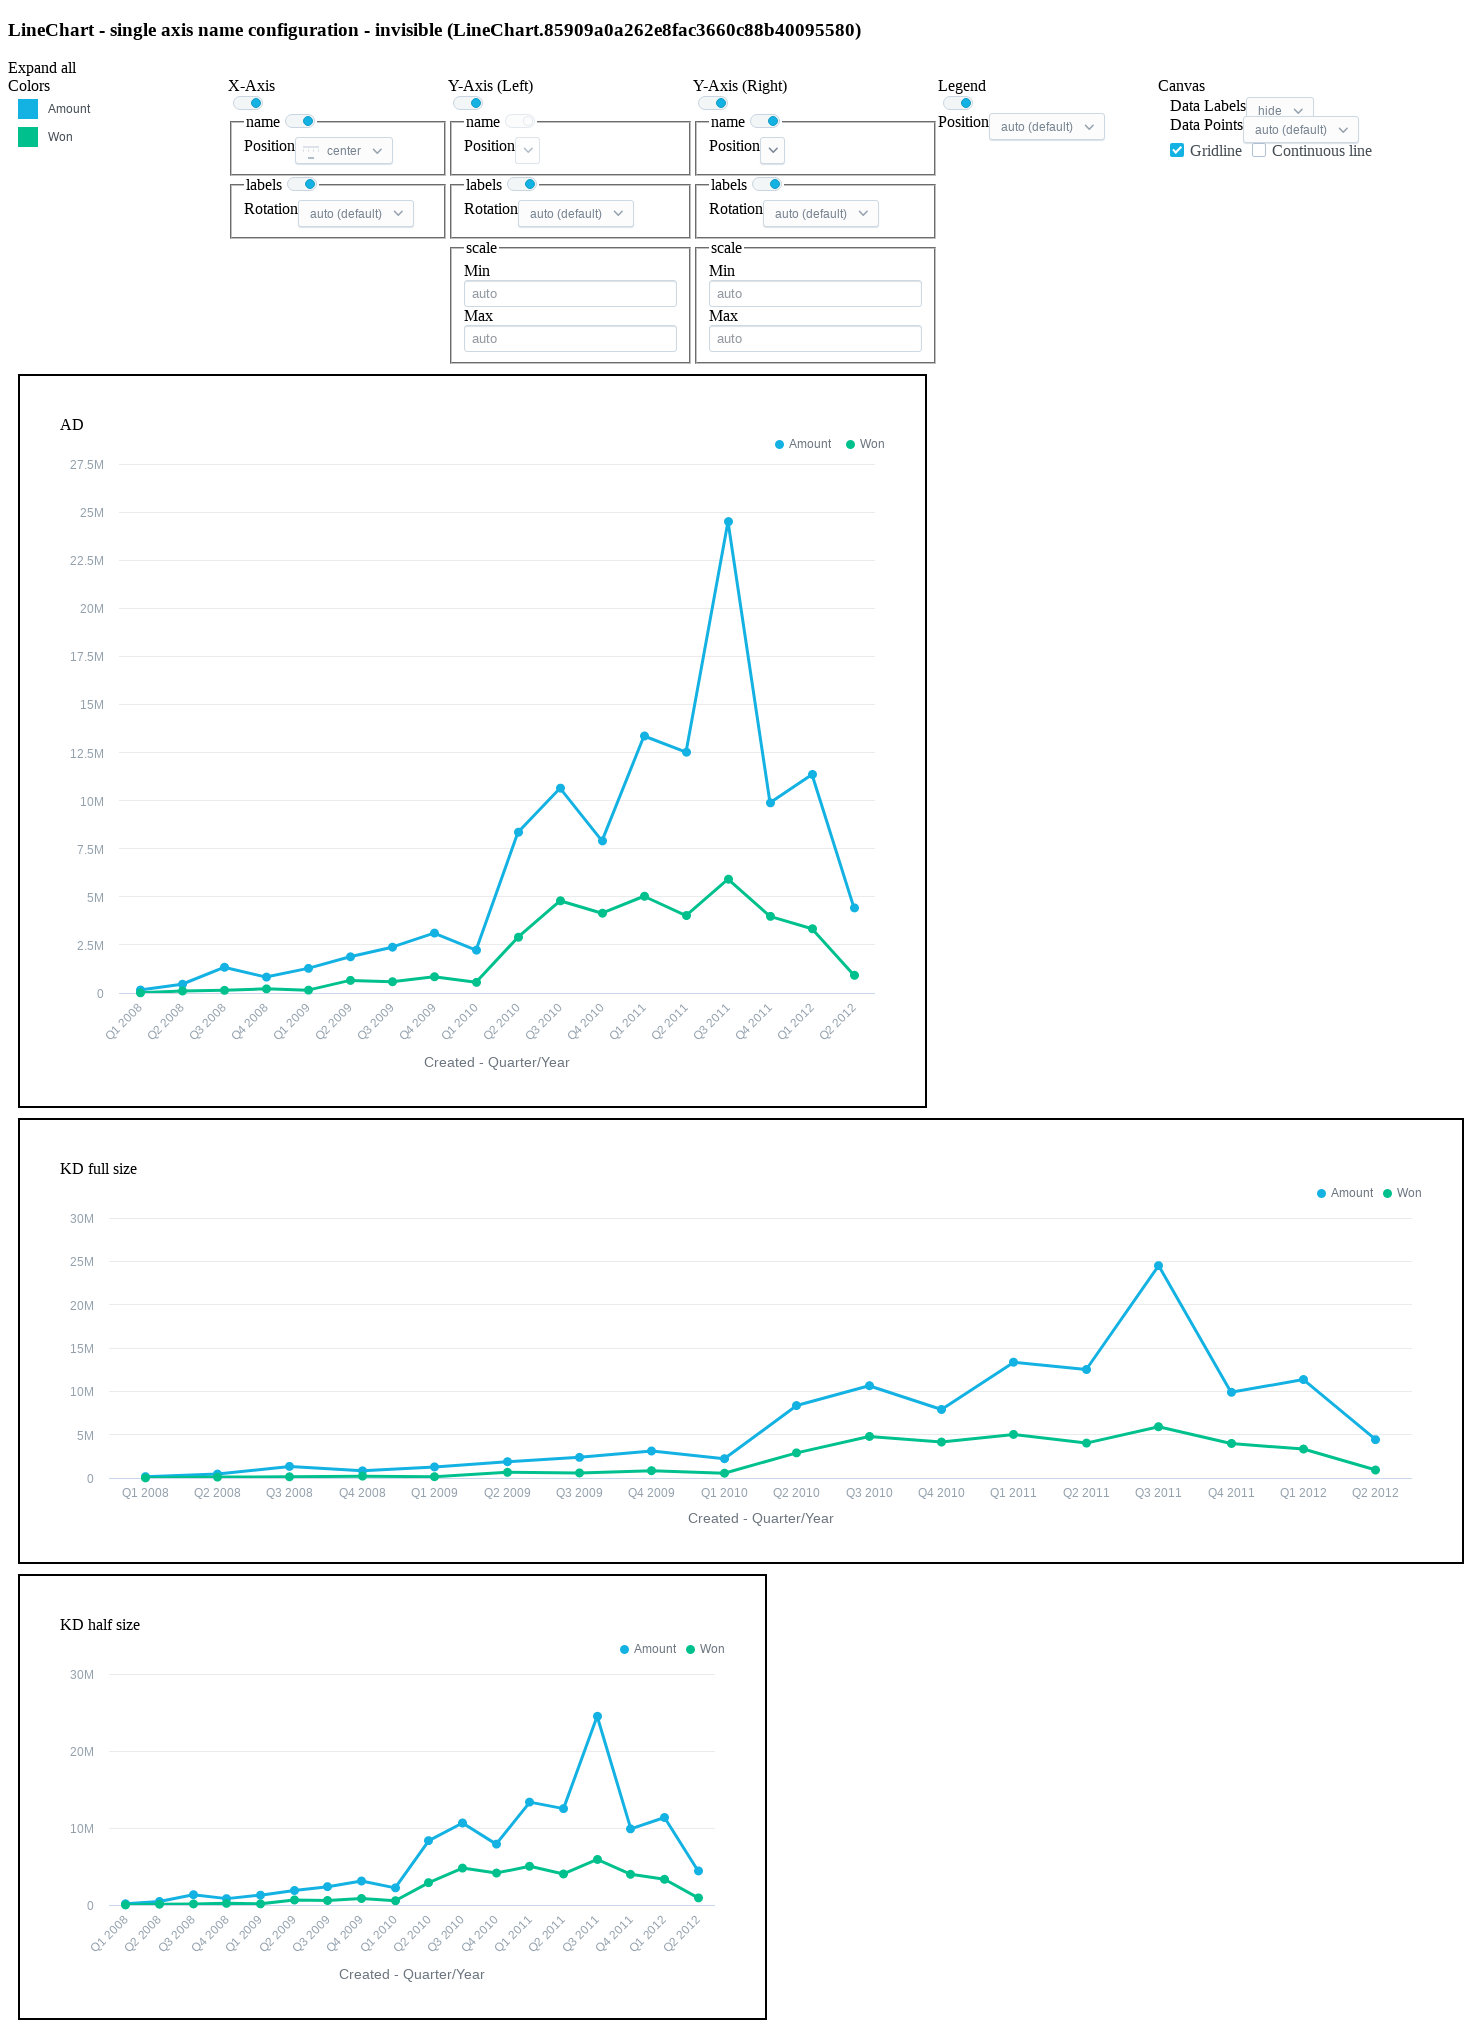 LineChart - single axis name configuration - invisible (LineChart.85909a0a262e8fac3660c88b40095580)
Expand all
Colors
Amount
Won
X-Axis
name
Position center
labels
Rotation auto (default)
Y-Axis (Left)
name
Position
labels
Rotation auto (default)
scale
Min
auto
Max
auto
Y-Axis (Right)
name
Position
labels
Rotation auto (default)
scale
Min
auto
Max
auto
Legend
Position auto (default)
Canvas
Data Labels hide
Data Points auto (default)
Gridline Continuous line
AD
Amount Won
27.5M
25M
22.5M
20M
17.5M
15M
12.5M
10M
7.5M
5M
2.5M
0
Q1 2008 Q2 2008 Q3 2008 Q4 2008 Q1 2009 Q2 2009 Q3 2009 Q4 2009 Q1 2010 Q2 2010 Q3 2010 Q4 2010 Q1 2011 Q2 2011 Q3 2011 Q4 2011 Q1 2012 Q2 2012
Created - Quarter/Year
KD full size
Amount Won
30M
25M
20M
15M
10M
5M
0
Q1 2008 Q2 2008 Q3 2008 Q4 2008 Q1 2009 Q2 2009 Q3 2009 Q4 2009 Q1 2010 Q2 2010 Q3 2010 Q4 2010 Q1 2011 Q2 2011 Q3 2011 Q4 2011 Q1 2012 Q2 2012
Created - Quarter/Year
KD half size
Amount Won
30M
20M
10M
0
Q1 2008 Q2 2008 Q3 2008 Q4 2008 Q1 2009 Q2 2009 Q3 2009 Q4 2009 Q1 2010 Q2 2010 Q3 2010 Q4 2010 Q1 2011 Q2 2011 Q3 2011 Q4 2011 Q1 2012 Q2 2012
Created - Quarter/Year